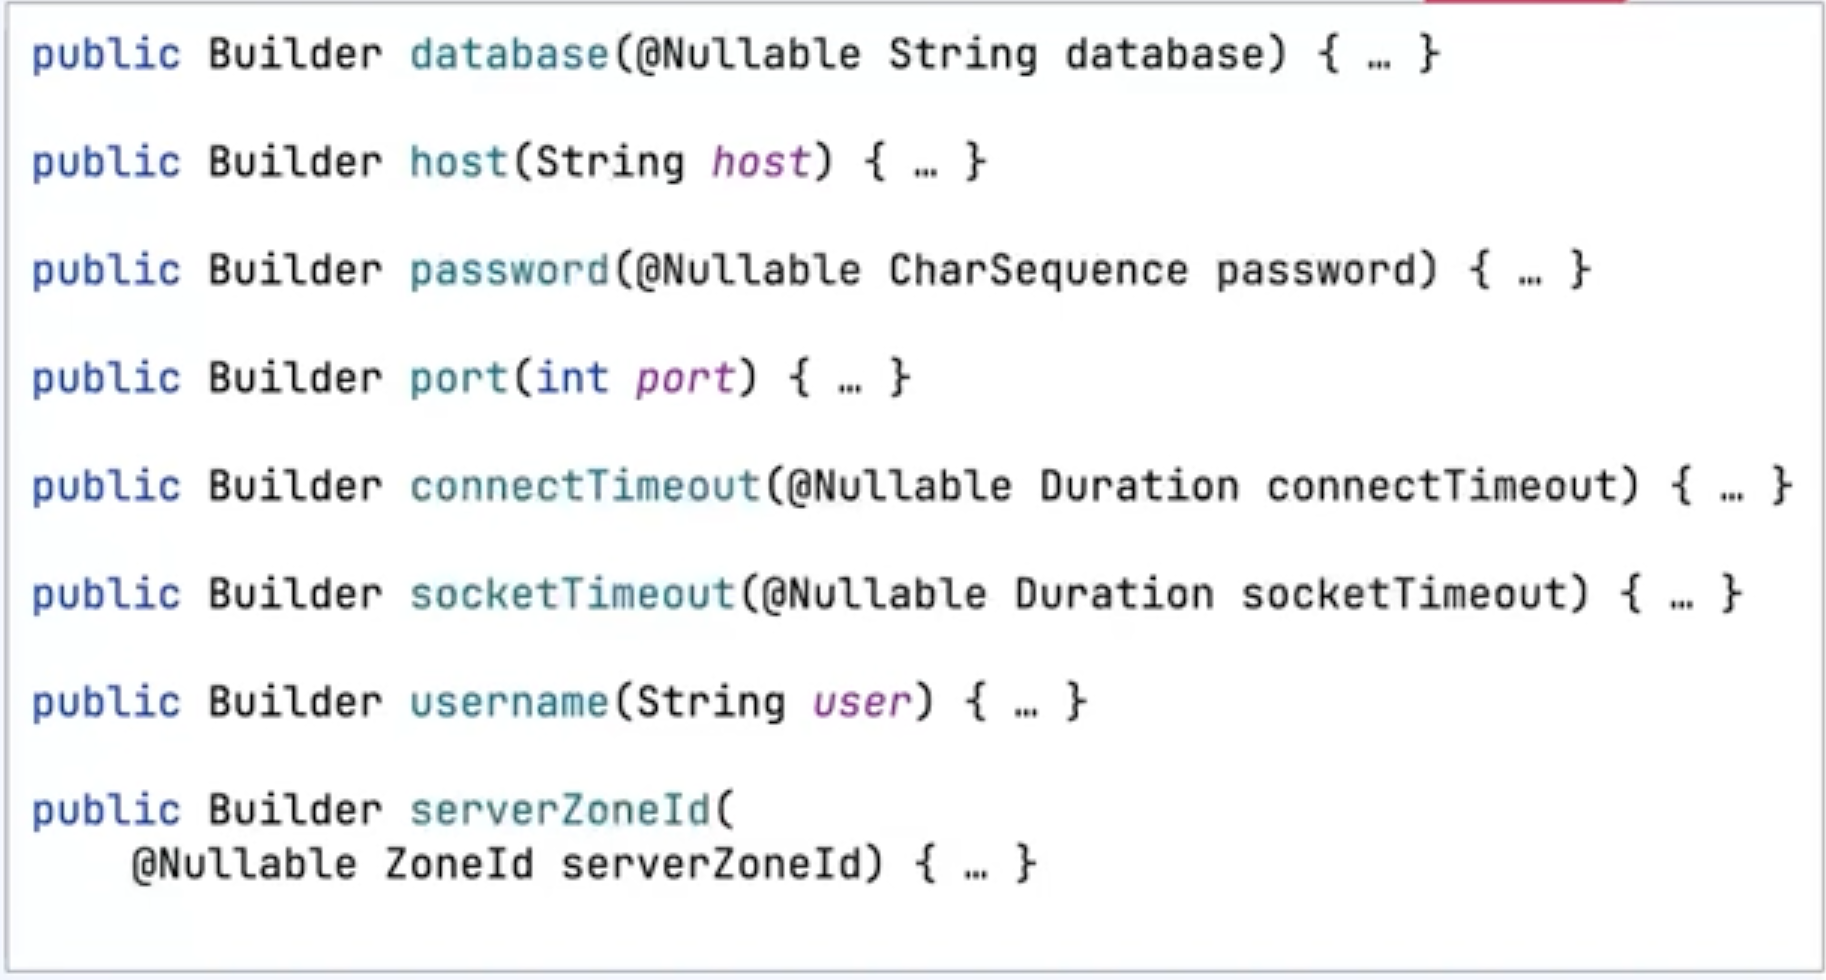 public Builder database(@Nullable String database) { … }
public Builder host(String host) { … }
public Builder password(@Nullable CharSequence password) { … }
public Builder port(int port) { … }
public Builder connectTimeout(@Nullable Duration connectTimeout) { … }
public Builder socketTimeout(@Nullable Duration socketTimeout) { … }
public Builder username(String user) { … }
public Builder serverZoneId(
    @Nullable ZoneId serverZoneId) { … }